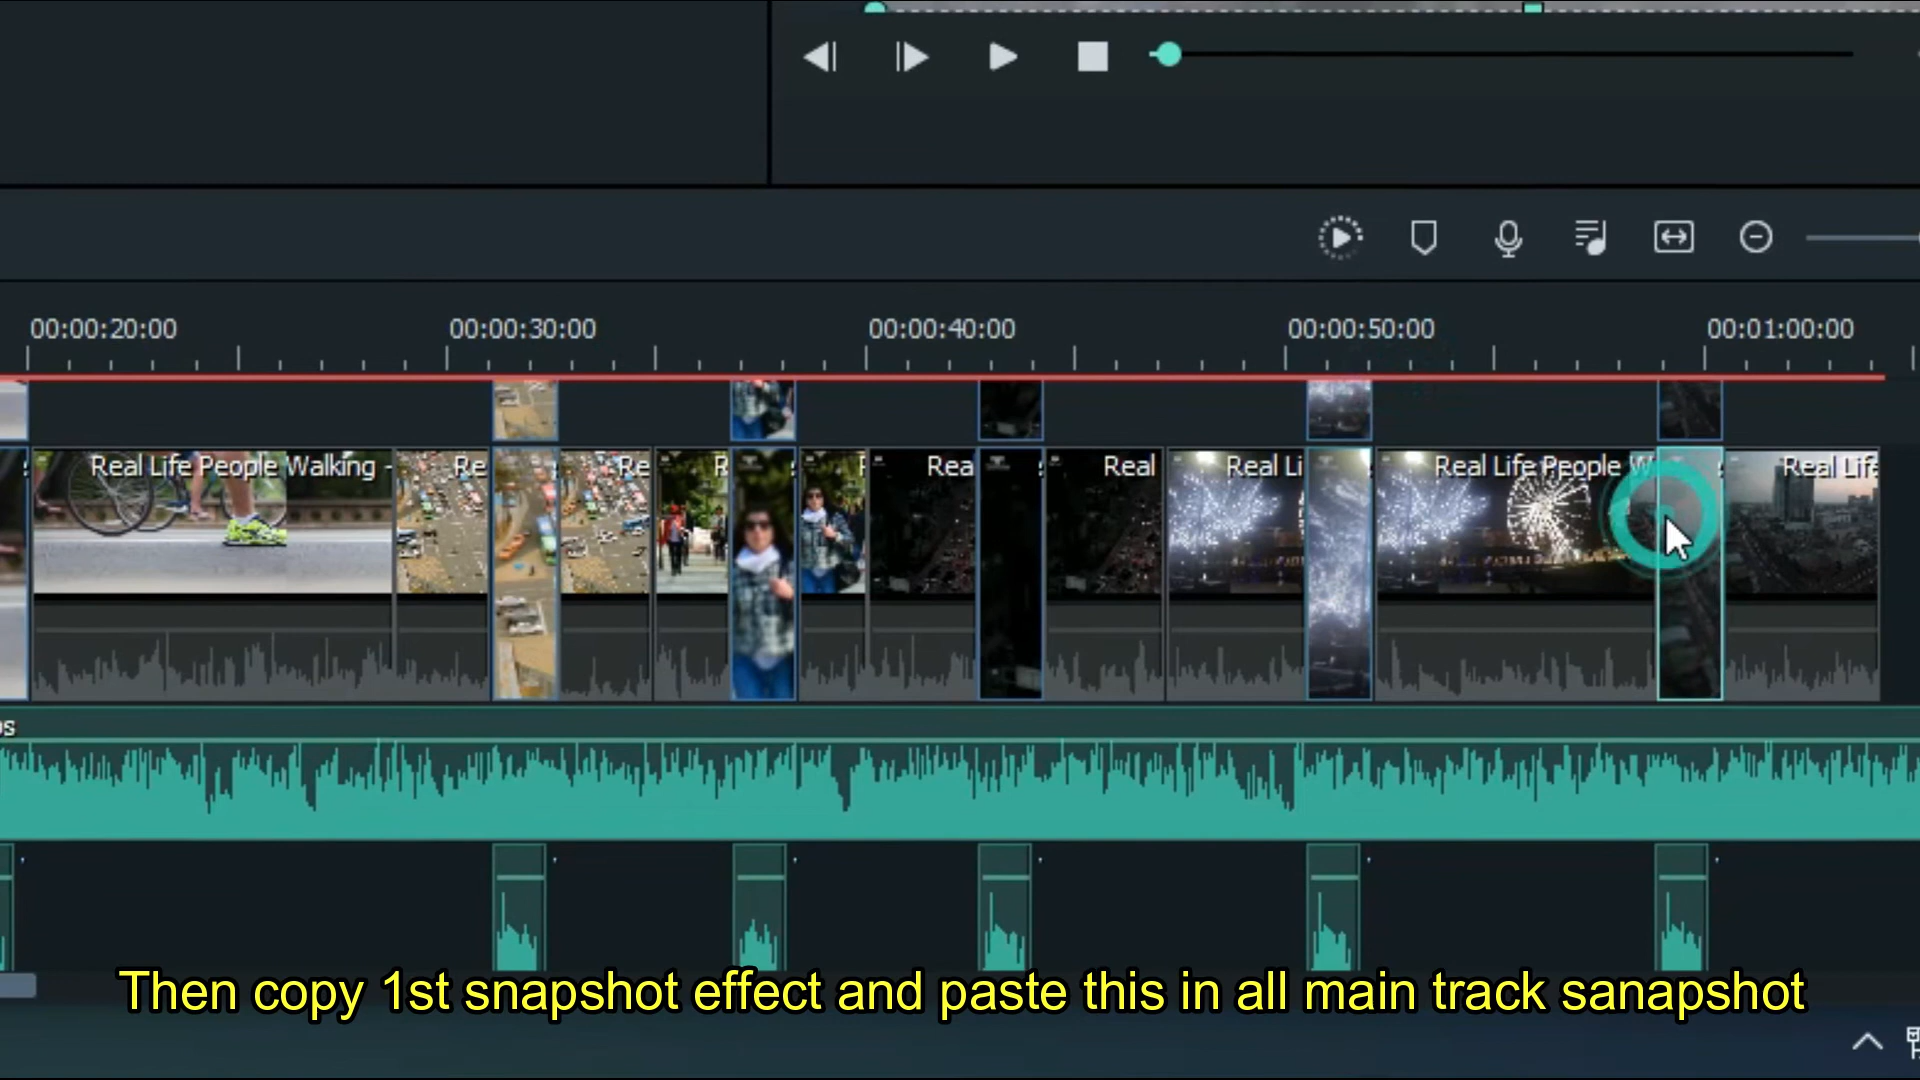 00:00:20:00 00:00:30:00 00:00:40:00 00:00:50:00 00:01:00:00
Real Life People Walking - Re Re R Rea Real Real Li Real Life People W Real Life
os
Then copy 1st snapshot effect and paste this in all main track sanapshot